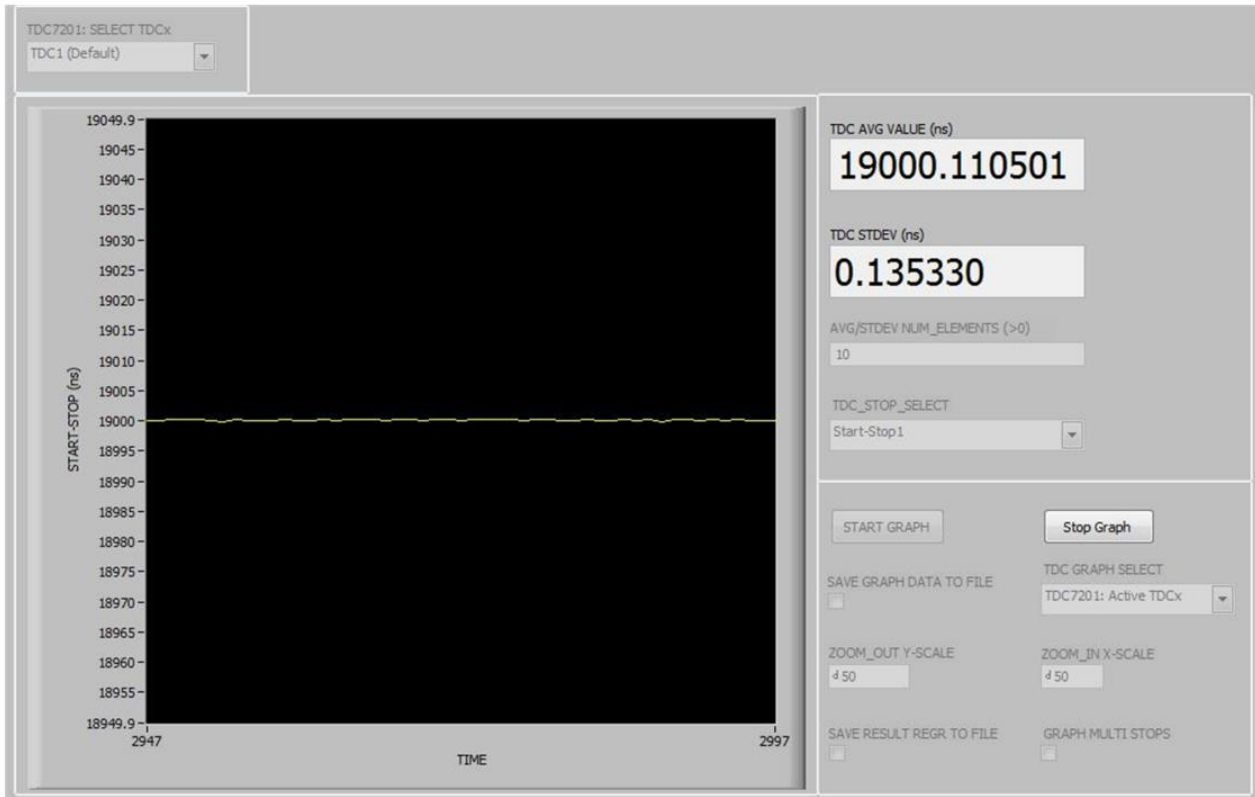 TDC7201: SELECT TDCx
TDC1 (Default)
19049.9
19045
19040
19035
19030
19025
19020
19015
19010
19005
19000
18995
18990
18985
18980
18975
18970
18965
18960
18955
18949.9
START-STOP (ns)
2947
2997
TIME
TDC AVG VALUE (ns)
19000.110501
TDC STDEV (ns)
0.135330
AVG/STDEV NUM_ELEMENTS (>0)
10
TDC_STOP_SELECT
Start-Stop1
START GRAPH
Stop Graph
SAVE GRAPH DATA TO FILE
TDC GRAPH SELECT
TDC7201: Active TDCx
ZOOM_OUT Y-SCALE
d 50
ZOOM_IN X-SCALE
d 50
SAVE RESULT REGR TO FILE
GRAPH MULTI STOPS